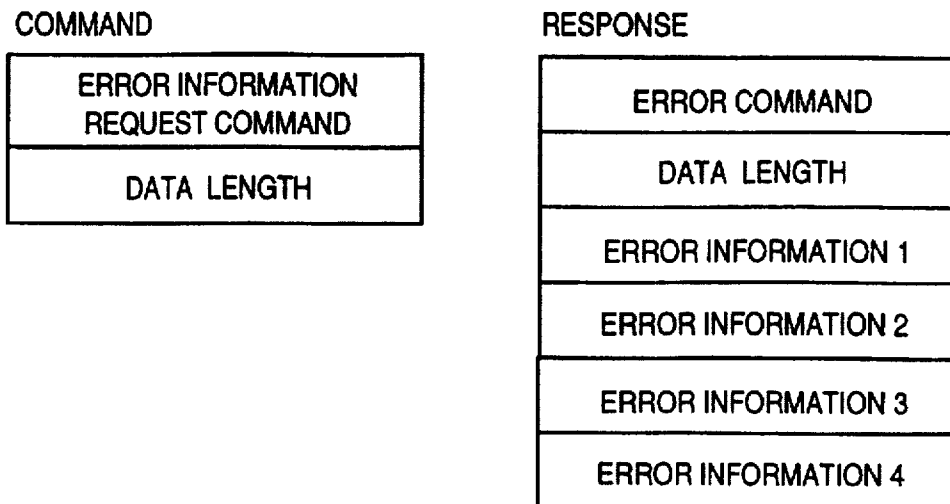 COMMAND
ERROR INFORMATION
REQUEST COMMAND
DATA LENGTH
RESPONSE
ERROR COMMAND
DATA LENGTH
ERROR INFORMATION 1
ERROR INFORMATION 2
ERROR INFORMATION 3
ERROR INFORMATION 4